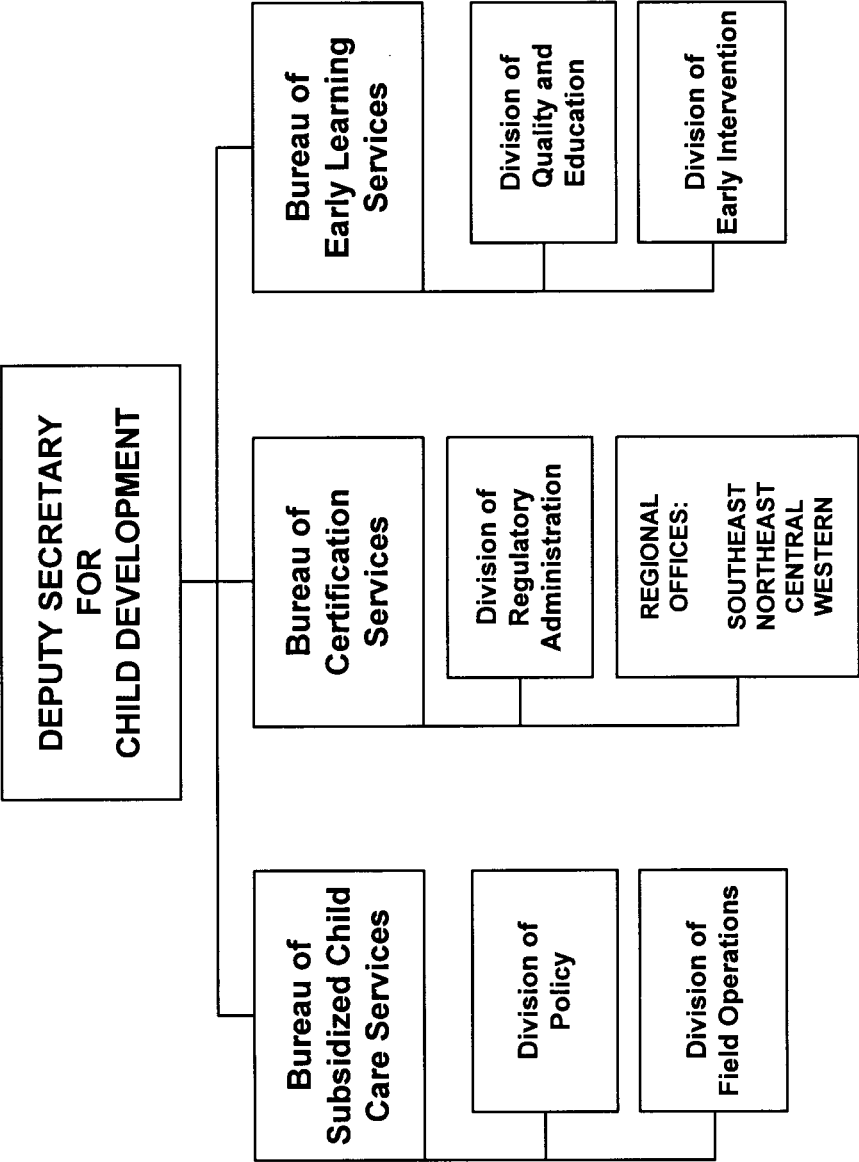 DEPUTY SECRETARY
FOR
CHILD DEVELOPMENT
Bureau of
Subsidized Child
Care Services
Division of
Policy
Division of
Field Operations
Bureau of
Certification
Services
Division of
Regulatory
Administration
REGIONAL
OFFICES:
SOUTHEAST
NORTHEAST
CENTRAL
WESTERN
Bureau of
Early Learning
Services
Division of
Quality and
Education
Division of
Early Intervention